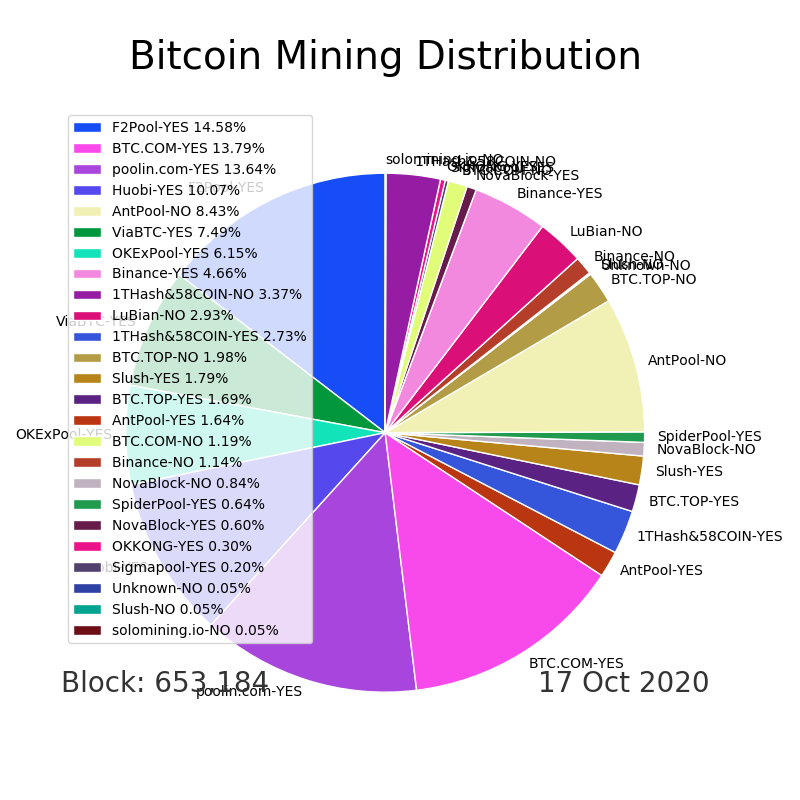 Bitcoin Mining Distribution
F2Pool-YES 14.58%
BTC.COM-YES 13.79%
poolin.com-YES 13.64%
Huobi-YES 10.07%
AntPool-NO 8.43%
ViaBTC-YES 7.49%
OKExPool-YES 6.15%
Binance-YES 4.66%
1THash&58COIN-NO 3.37%
LuBian-NO 2.93%
1THash&58COIN-YES 2.73%
BTC.TOP-NO 1.98%
Slush-YES 1.79%
BTC.TOP-YES 1.69%
AntPool-YES 1.64%
BTC.COM-NO 1.19%
Binance-NO 1.14%
NovaBlock-NO 0.84%
SpiderPool-YES 0.64%
NovaBlock-YES 0.60%
OKKONG-YES 0.30%
Sigmapool-YES 0.20%
Unknown-NO 0.05%
Slush-NO 0.05%
solomining.io-NO 0.05%
solomining.io-NO
1THash&58COIN-NO
NovaBlock-YES
Binance-YES
LuBian-NO
Binance-NO
Unknown-NO
BTC.TOP-NO
AntPool-NO
SpiderPool-YES
NovaBlock-NO
Slush-YES
BTC.TOP-YES
1THash&58COIN-YES
AntPool-YES
BTC.COM-YES
poolin.com-YES
OKExPool-YES
ViaBTC-YES
Block: 653,184
17 Oct 2020